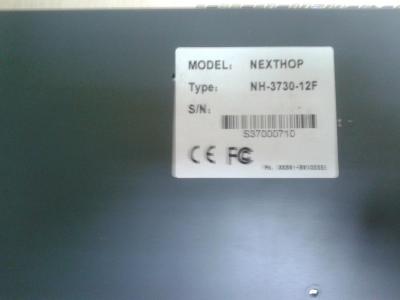 MODEL: NEXTHOP
Type: NH-3730-12F
S/N:
S37000710
CE FC